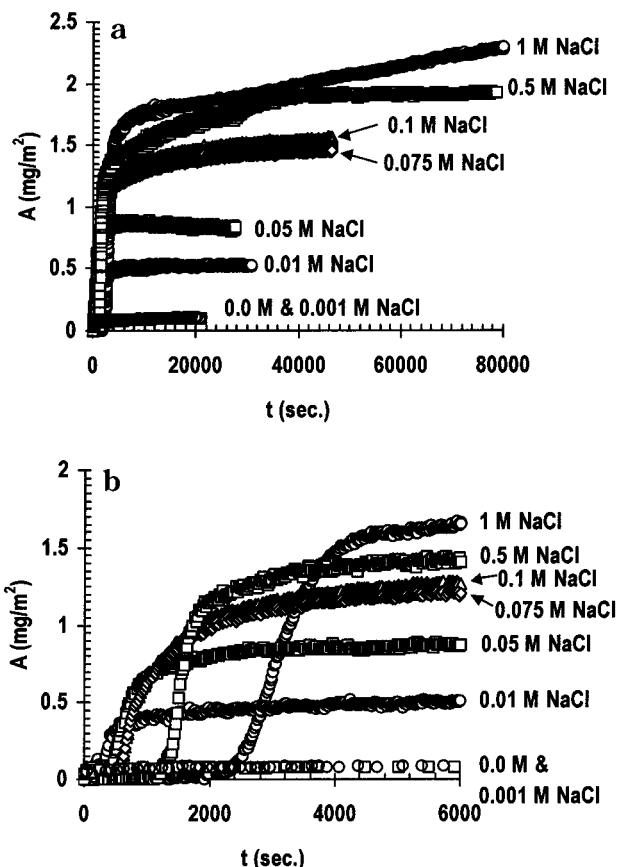 a
A (mg/m²)
2.5
2
1.5
1
0.5
0
1 M NaCl
0.5 M NaCl
0.1 M NaCl
0.075 M NaCl
0.05 M NaCl
0.01 M NaCl
0.0 M & 0.001 M NaCl
0 20000 40000 60000 80000
t (sec.)
b
A (mg/m²)
2
1.5
1
0.5
0
1 M NaCl
0.5 M NaCl
0.1 M NaCl
0.075 M NaCl
0.05 M NaCl
0.01 M NaCl
0.0 M &
0.001 M NaCl
0 2000 4000 6000
t (sec.)